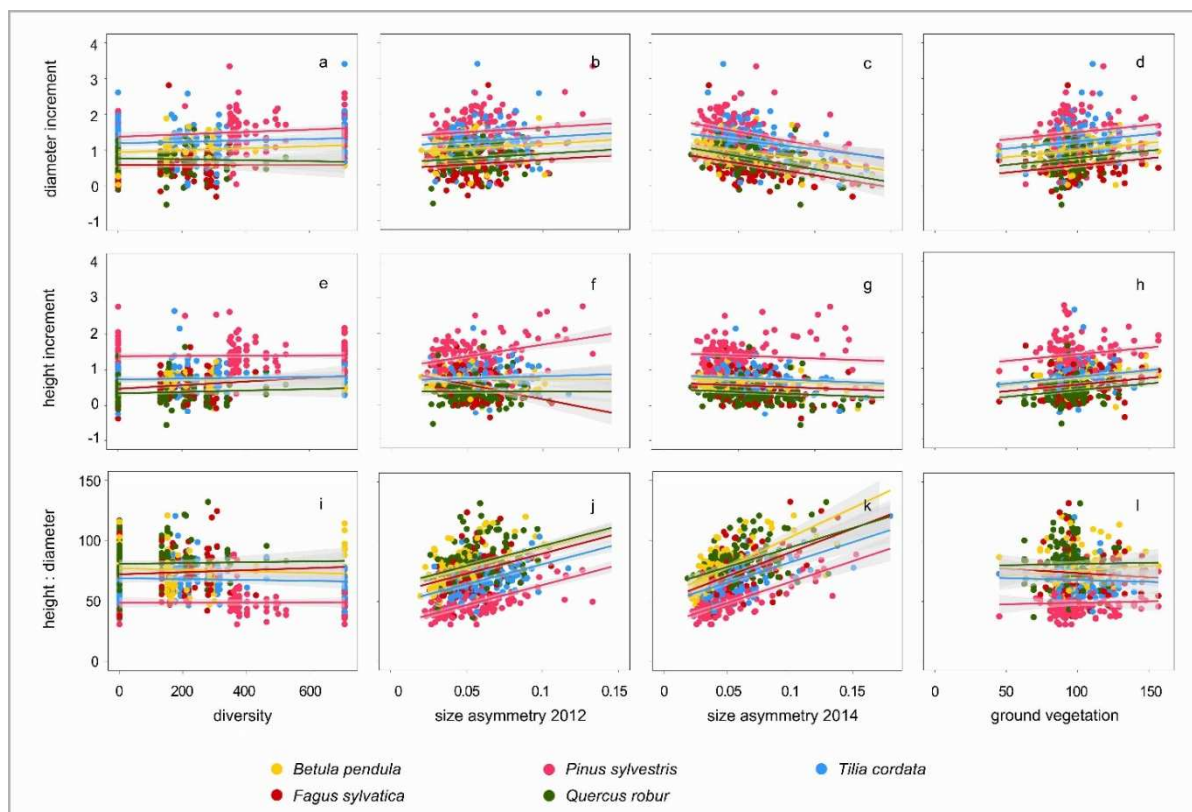 4 a b c d
3
2
1
0
-1
diameter increment
4 e f g h
3
2
1
0
-1
height increment
150 i j k l
100
50
0
height : diameter
0 200 400 600 0 0.05 0.1 0.15 0 0.05 0.1 0.15 0 50 100 150
diversity size asymmetry 2012 size asymmetry 2014 ground vegetation
Betula pendula Pinus sylvestris Tilia cordata
Fagus sylvatica Quercus robur